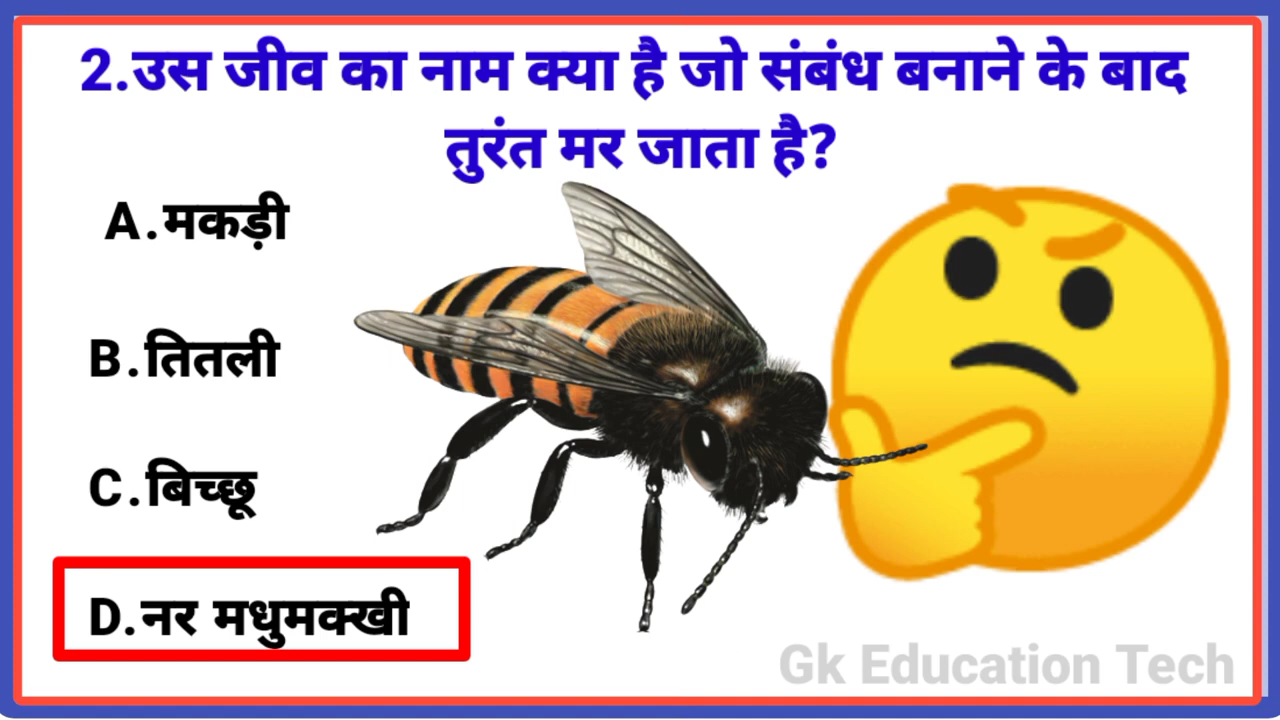 2.उस जीव का नाम क्या है जो संबंध बनाने के बाद
तुरंत मर जाता है?
A.मकड़ी
B.तितली
C.बिच्छू
D.नर मधुमक्खी
Gk Education Tech